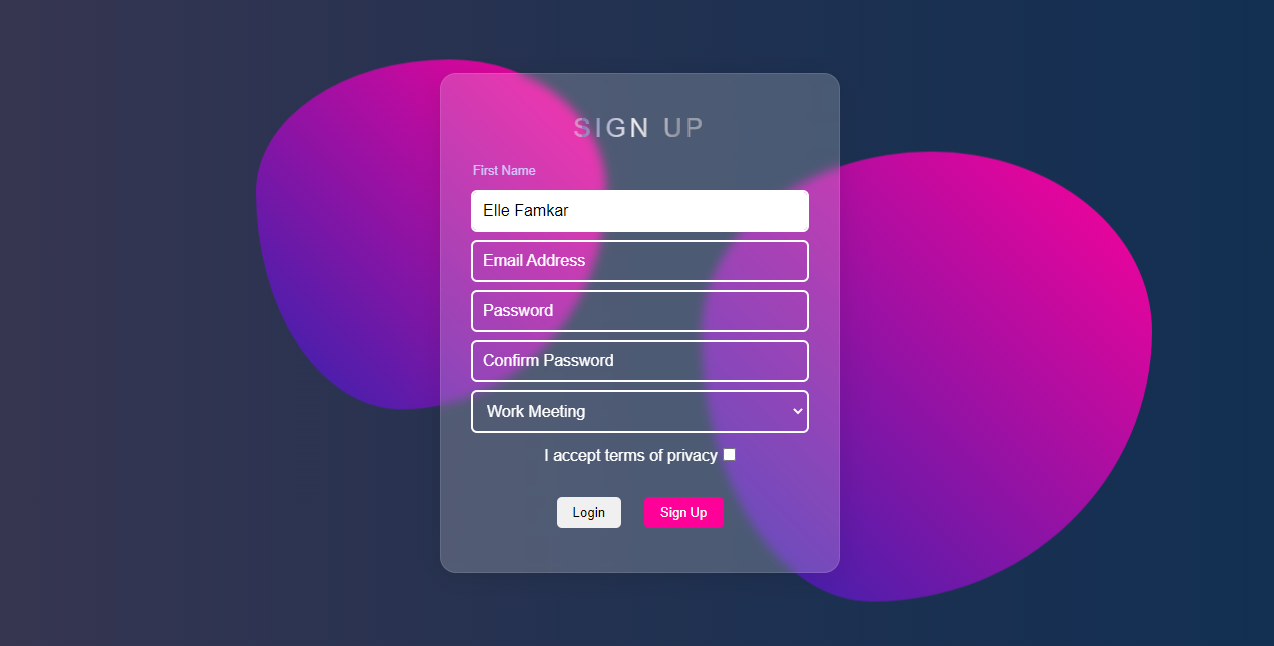 SIGN UP
First Name
Elle Famkar
Email Address
Password
Confirm Password
Work Meeting
I accept terms of privacy
Login
Sign Up